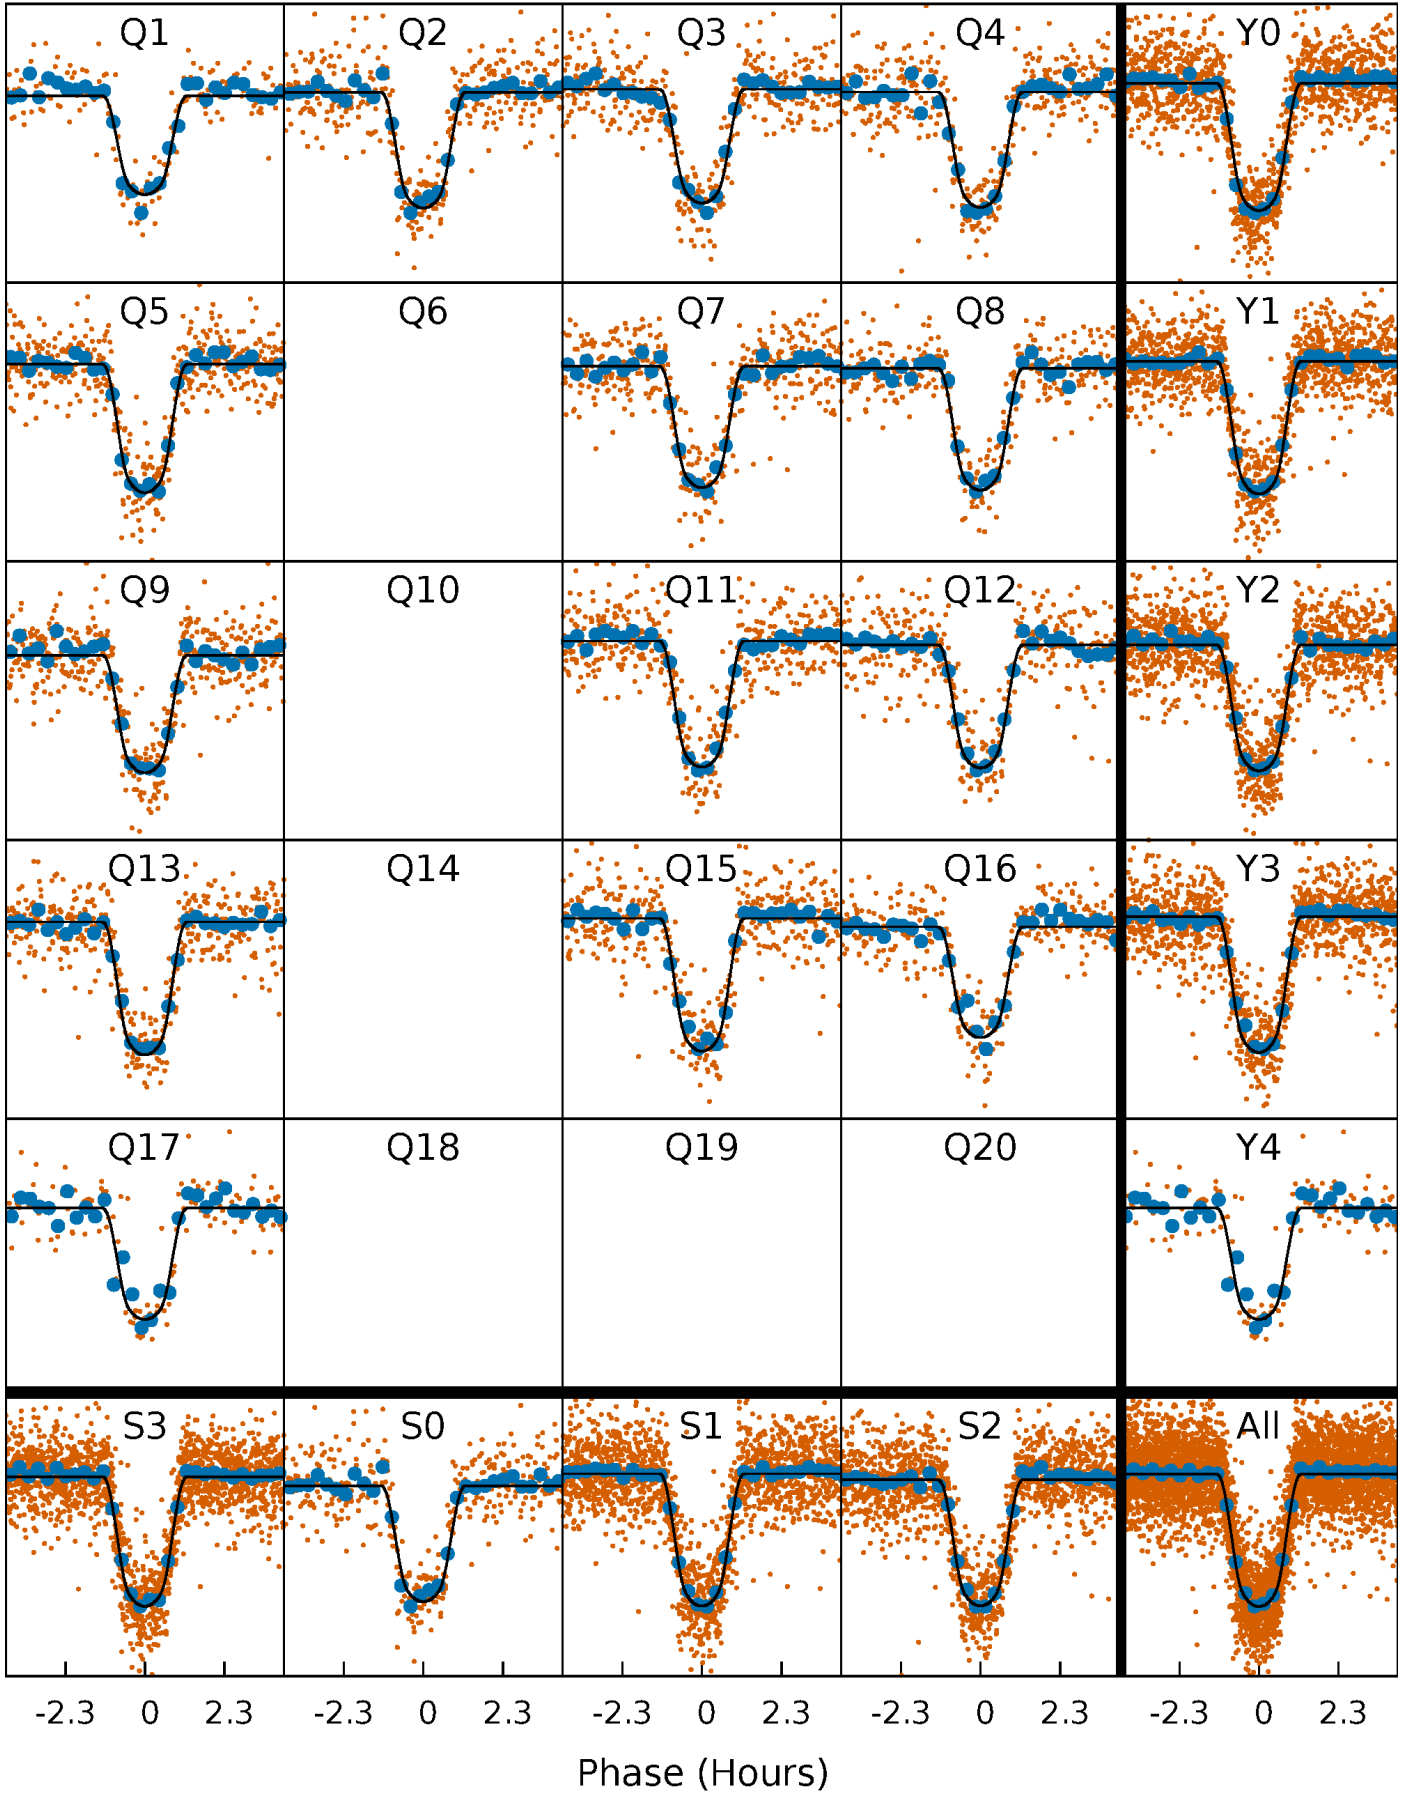 Q1 Q2 Q3 Q4 Y0
Q5 Q6 Q7 Q8 Y1
Q9 Q10 Q11 Q12 Y2
Q13 Q14 Q15 Q16 Y3
Q17 Q18 Q19 Q20 Y4
S3 S0 S1 S2 All
-2.3 0 2.3 -2.3 0 2.3 -2.3 0 2.3 -2.3 0 2.3 -2.3 0 2.3
Phase (Hours)